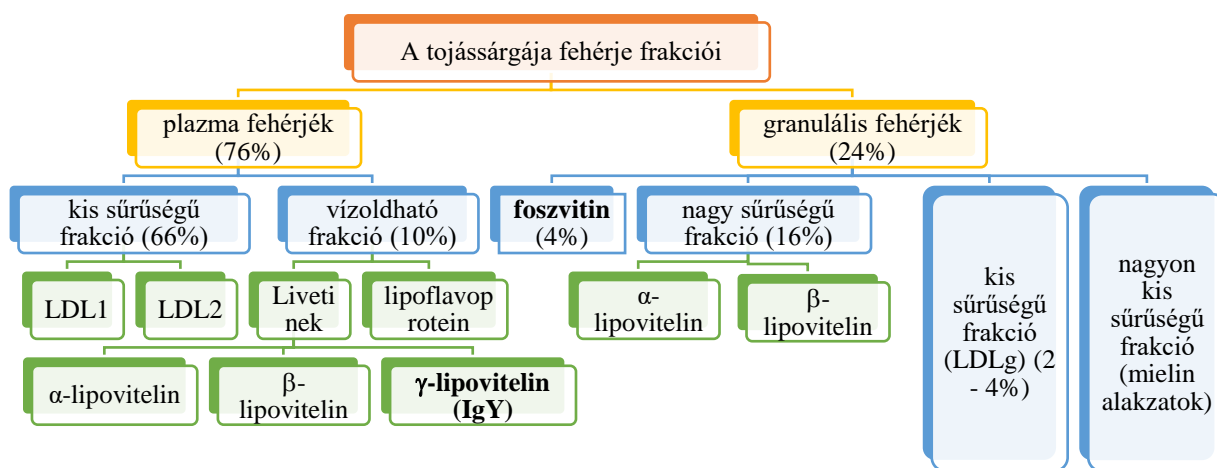 A tojássárgája fehérje frakciói
plazma fehérjék
(76%)
granulális fehérjék
(24%)
kis sűrűségű
frakció (66%)
vízoldható
frakció (10%)
foszvitin
(4%)
nagy sűrűségű
frakció (16%)
kis
sűrűségű
frakció
(LDLg) (2
- 4%)
nagyon
kis
sűrűségű
frakció
(mielin
alakzatok)
LDL1
LDL2
Liveti
nek
lipoflavop
rotein
α-
lipovitelin
β-
lipovitelin
α-lipovitelin
β-
lipovitelin
γ-lipovitelin
(IgY)